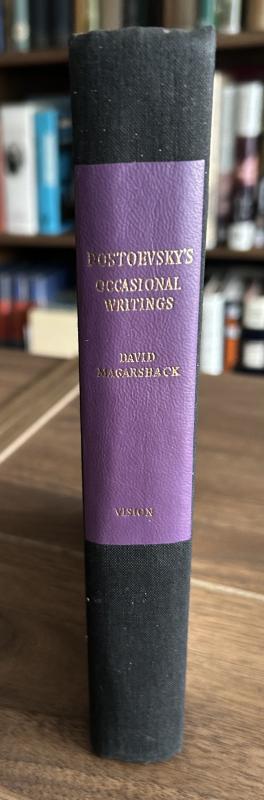 DOSTOEVSKY'S
OCCASIONAL
WRITINGS
DAVID
MAGARSHACK
VISION